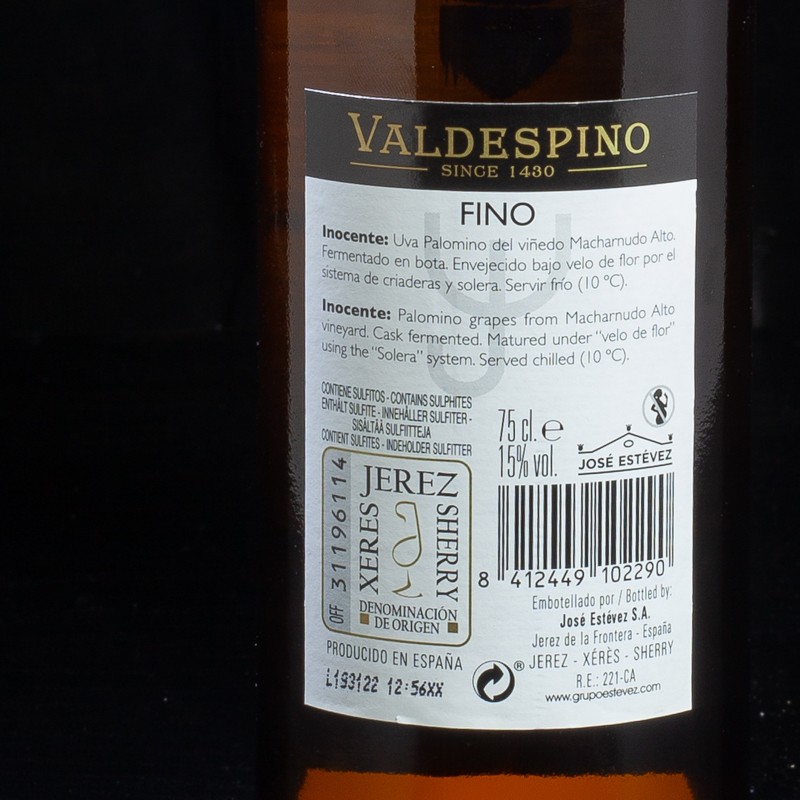 VALDESPINO
SINCE 1430
FINO
Inocente: Uva Palomino del viñedo Macharnudo Alto.
Fermentado en bota. Envejecido bajo velo de flor por el
sistema de criaderas y solera. Servir frío (10 ºC).
Inocente: Palomino grapes from Macharnudo Alto
vineyard. Cask fermented. Matured under "velo de flor"
using the "Solera" system. Served chilled (10 ºC).
CONTIENE SULFITOS - CONTAINS SULPHITES
ENTHÄLT SULFITE - INNEHÅLLER SULFITER -
SISÄLTÄÄ SULFIITTEJA
CONTIENT SULFITES - INDEHOLDER SULFITTER
75 cl. e
15% vol.
JOSÉ ESTÉVEZ
OFF 31196114
JEREZ
XERES
SHERRY
DENOMINACIÓN
DE ORIGEN
PRODUCIDO EN ESPAÑA
L193122 12:56XX
8 412449 102290
Embotellado por / Bottled by:
José Estévez S.A.
Jerez de la Frontera - España
® JEREZ - XÉRÈS - SHERRY
R.E.: 221-CA
www.grupoestevez.com